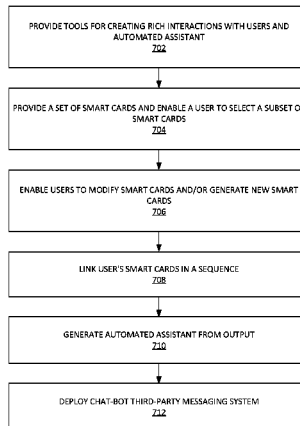 PROVIDE TOOLS FOR CREATING RICH INTERACTIONS WITH USERS AND
AUTOMATED ASSISTANT
702
PROVIDE A SET OF SMART CARDS AND ENABLE A USER TO SELECT A SUBSET O
SMART CARDS
704
ENABLE USERS TO MODIFY SMART CARDS AND/OR GENERATE NEW SMART
CARDS
706
LINK USER'S SMART CARDS IN A SEQUENCE
708
GENERATE AUTOMATED ASSISTANT FROM OUTPUT
710
DEPLOY CHAT-BOT THIRD-PARTY MESSAGING SYSTEM
712